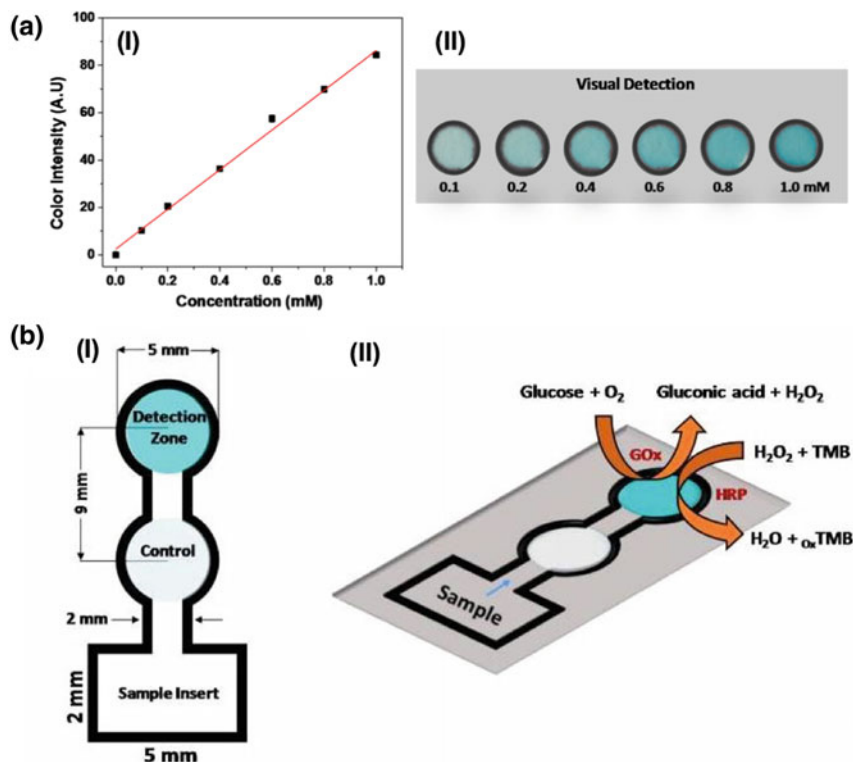 (a)
(I)
100
80
60
40
20
0
Color Intensity (A.U)
0.0 0.2 0.4 0.6 0.8 1.0
Concentration (mM)
(II)
Visual Detection
0.1 0.2 0.4 0.6 0.8 1.0 mM
(b)
(I)
5 mm
Detection
Zone
9 mm
Control
2 mm
Sample Insert
2 mm
5 mm
(II)
Glucose + O₂ Gluconic acid + H₂O₂
GOx
H₂O₂ + TMB
HRP
H₂O + OxTMB
Sample